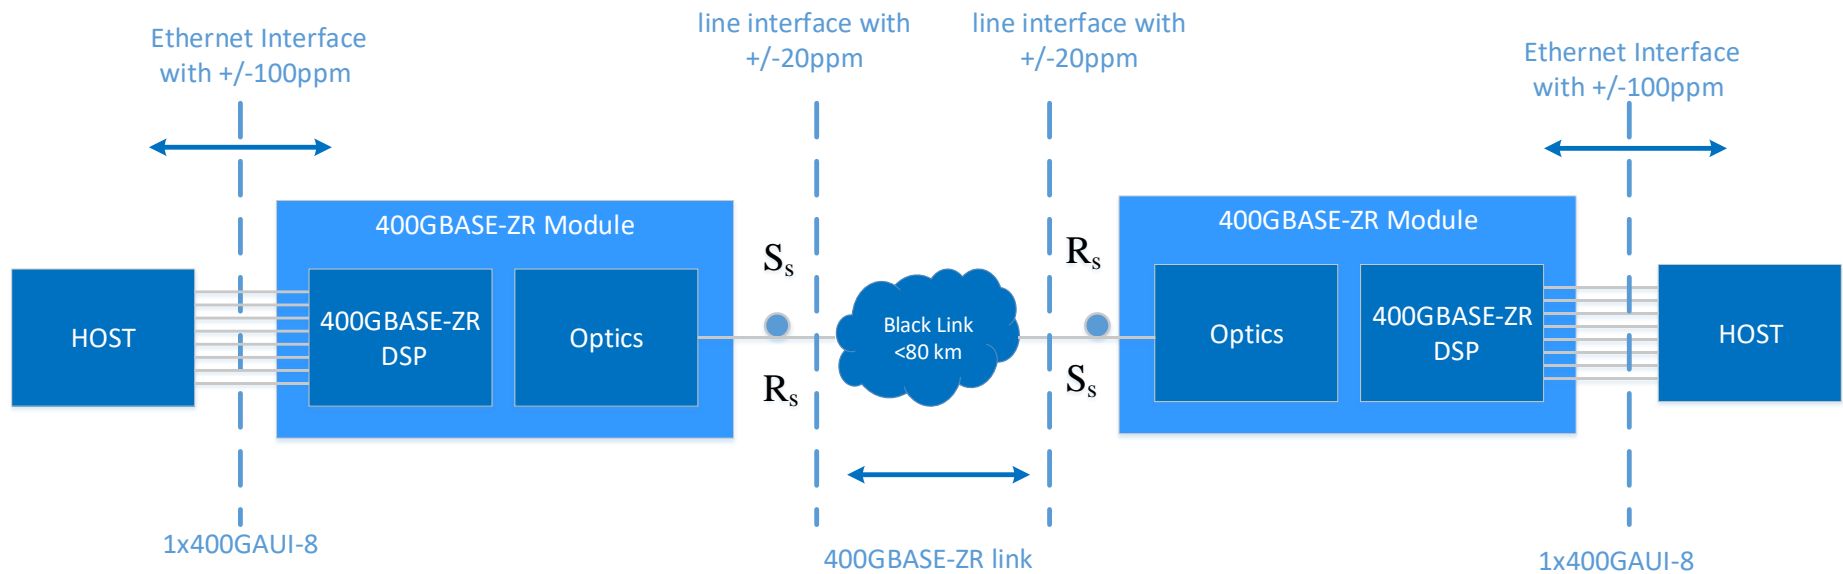 Ethernet Interface
with +/-100ppm
line interface with
+/-20ppm
line interface with
+/-20ppm
Ethernet Interface
with +/-100ppm
400GBASE-ZR Module
400GBASE-ZR Module
HOST
400GBASE-ZR
DSP
Optics
Ss
Rs
Black Link
<80 km
Rs
Ss
Optics
400GBASE-ZR
DSP
HOST
1x400GAUI-8
400GBASE-ZR link
1x400GAUI-8